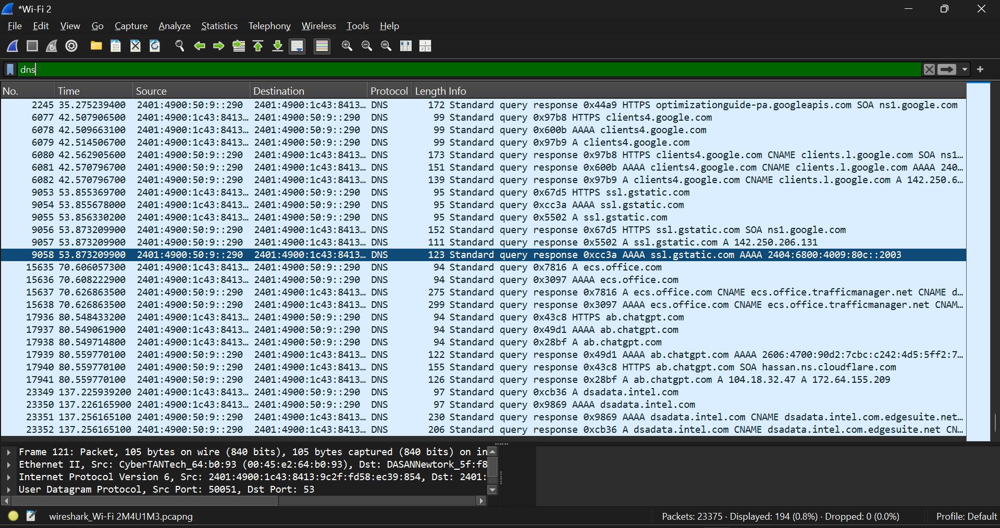 *Wi-Fi 2
File Edit View Go Capture Analyze Statistics Telephony Wireless Tools Help
dns
No. Time Source Destination Protocol Length Info
2245 35.275239400 2401:4900:50:9::290 2401:4900:1c43:8413… DNS 172 Standard query response 0x44a9 HTTPS optimizationguide-pa.googleapis.com SOA ns1.google.com
6077 42.507906500 2401:4900:1c43:8413… 2401:4900:50:9::290 DNS 99 Standard query 0x97b8 HTTPS clients4.google.com
6078 42.509663100 2401:4900:1c43:8413… 2401:4900:50:9::290 DNS 99 Standard query 0x600b AAAA clients4.google.com
6079 42.514506700 2401:4900:1c43:8413… 2401:4900:50:9::290 DNS 99 Standard query 0x97b9 A clients4.google.com
6080 42.562905600 2401:4900:50:9::290 2401:4900:1c43:8413… DNS 173 Standard query response 0x97b8 HTTPS clients4.google.com CNAME clients.l.google.com SOA ns1…
6081 42.570796700 2401:4900:50:9::290 2401:4900:1c43:8413… DNS 151 Standard query response 0x600b AAAA clients4.google.com CNAME clients.l.google.com AAAA 240…
6082 42.570796700 2401:4900:50:9::290 2401:4900:1c43:8413… DNS 139 Standard query response 0x97b9 A clients4.google.com CNAME clients.l.google.com A 142.250.6…
9053 53.855369700 2401:4900:1c43:8413… 2401:4900:50:9::290 DNS 95 Standard query 0x67d5 HTTPS ssl.gstatic.com
9054 53.855678000 2401:4900:1c43:8413… 2401:4900:50:9::290 DNS 95 Standard query 0xcc3a AAAA ssl.gstatic.com
9055 53.856330200 2401:4900:1c43:8413… 2401:4900:50:9::290 DNS 95 Standard query 0x5502 A ssl.gstatic.com
9056 53.873209900 2401:4900:50:9::290 2401:4900:1c43:8413… DNS 152 Standard query response 0x67d5 HTTPS ssl.gstatic.com SOA ns1.google.com
9057 53.873209900 2401:4900:50:9::290 2401:4900:1c43:8413… DNS 111 Standard query response 0x5502 A ssl.gstatic.com A 142.250.206.131
9058 53.873209900 2401:4900:50:9::290 2401:4900:1c43:8413… DNS 123 Standard query response 0xcc3a AAAA ssl.gstatic.com AAAA 2404:6800:4009:80c::2003
15635 70.606057300 2401:4900:1c43:8413… 2401:4900:50:9::290 DNS 94 Standard query 0x7816 A ecs.office.com
15636 70.608222900 2401:4900:1c43:8413… 2401:4900:50:9::290 DNS 94 Standard query 0x3097 AAAA ecs.office.com
15637 70.626863500 2401:4900:50:9::290 2401:4900:1c43:8413… DNS 275 Standard query response 0x7816 A ecs.office.com CNAME ecs.office.trafficmanager.net CNAME d…
15638 70.626863500 2401:4900:50:9::290 2401:4900:1c43:8413… DNS 299 Standard query response 0x3097 AAAA ecs.office.com CNAME ecs.office.trafficmanager.net CNAM…
17936 80.548433200 2401:4900:1c43:8413… 2401:4900:50:9::290 DNS 94 Standard query 0x43c8 HTTPS ab.chatgpt.com
17937 80.549061900 2401:4900:1c43:8413… 2401:4900:50:9::290 DNS 94 Standard query 0x49d1 AAAA ab.chatgpt.com
17938 80.549714800 2401:4900:1c43:8413… 2401:4900:50:9::290 DNS 94 Standard query 0x28bf A ab.chatgpt.com
17939 80.559770100 2401:4900:50:9::290 2401:4900:1c43:8413… DNS 122 Standard query response 0x49d1 AAAA ab.chatgpt.com AAAA 2606:4700:90d2:7cbc:c242:4d5:5ff2:7…
17940 80.559770100 2401:4900:50:9::290 2401:4900:1c43:8413… DNS 155 Standard query response 0x43c8 HTTPS ab.chatgpt.com SOA hassan.ns.cloudflare.com
17941 80.559770100 2401:4900:50:9::290 2401:4900:1c43:8413… DNS 126 Standard query response 0x28bf A ab.chatgpt.com A 104.18.32.47 A 172.64.155.209
23349 137.225939200 2401:4900:1c43:8413… 2401:4900:50:9::290 DNS 97 Standard query 0xcb36 A dsadata.intel.com
23350 137.226165900 2401:4900:1c43:8413… 2401:4900:50:9::290 DNS 97 Standard query 0x9869 AAAA dsadata.intel.com
23351 137.256165100 2401:4900:50:9::290 2401:4900:1c43:8413… DNS 230 Standard query response 0x9869 AAAA dsadata.intel.com CNAME dsadata.intel.com.edgesuite.net…
23352 137.256165100 2401:4900:50:9::290 2401:4900:1c43:8413… DNS 206 Standard query response 0xcb36 A dsadata.intel.com CNAME dsadata.intel.com.edgesuite.net CN…
Frame 121: Packet, 105 bytes on wire (840 bits), 105 bytes captured (840 bits) on in
Ethernet II, Src: CyberTANTech_64:b0:93 (00:45:e2:64:b0:93), Dst: DASANNewtork_5f:f8
Internet Protocol Version 6, Src: 2401:4900:1c43:8413:9c2f:fd58:ec39:854, Dst: 2401:
User Datagram Protocol, Src Port: 50051, Dst Port: 53
wireshark_Wi-Fi 2M4U1M3.pcapng
Packets: 23375 · Displayed: 194 (0.8%) · Dropped: 0 (0.0%)
Profile: Default